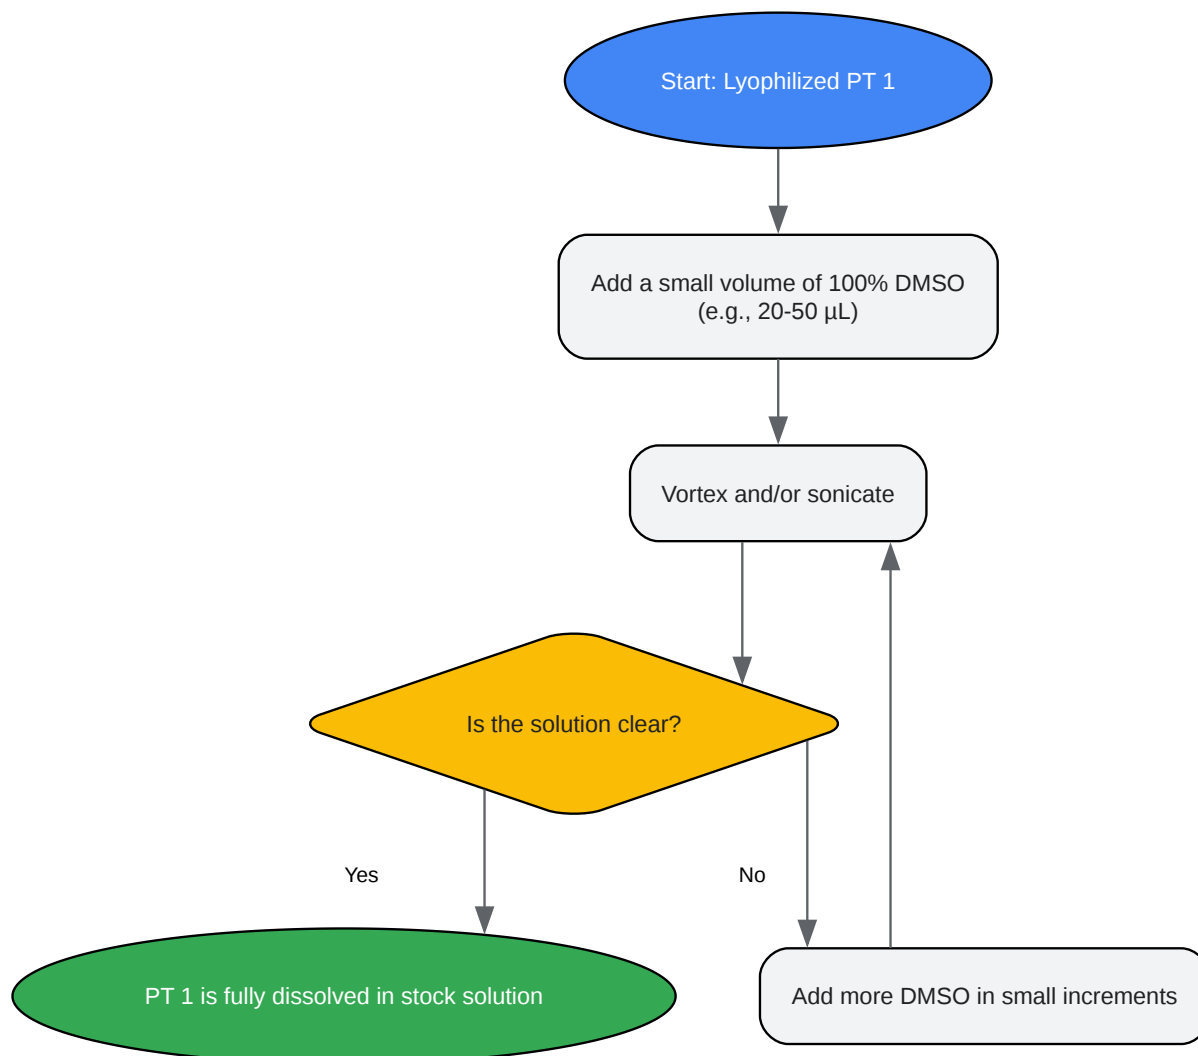 Start: Lyophilized PT 1
Add a small volume of 100% DMSO
(e.g., 20-50 µL)
Vortex and/or sonicate
Is the solution clear?
Yes
No
PT 1 is fully dissolved in stock solution
Add more DMSO in small increments